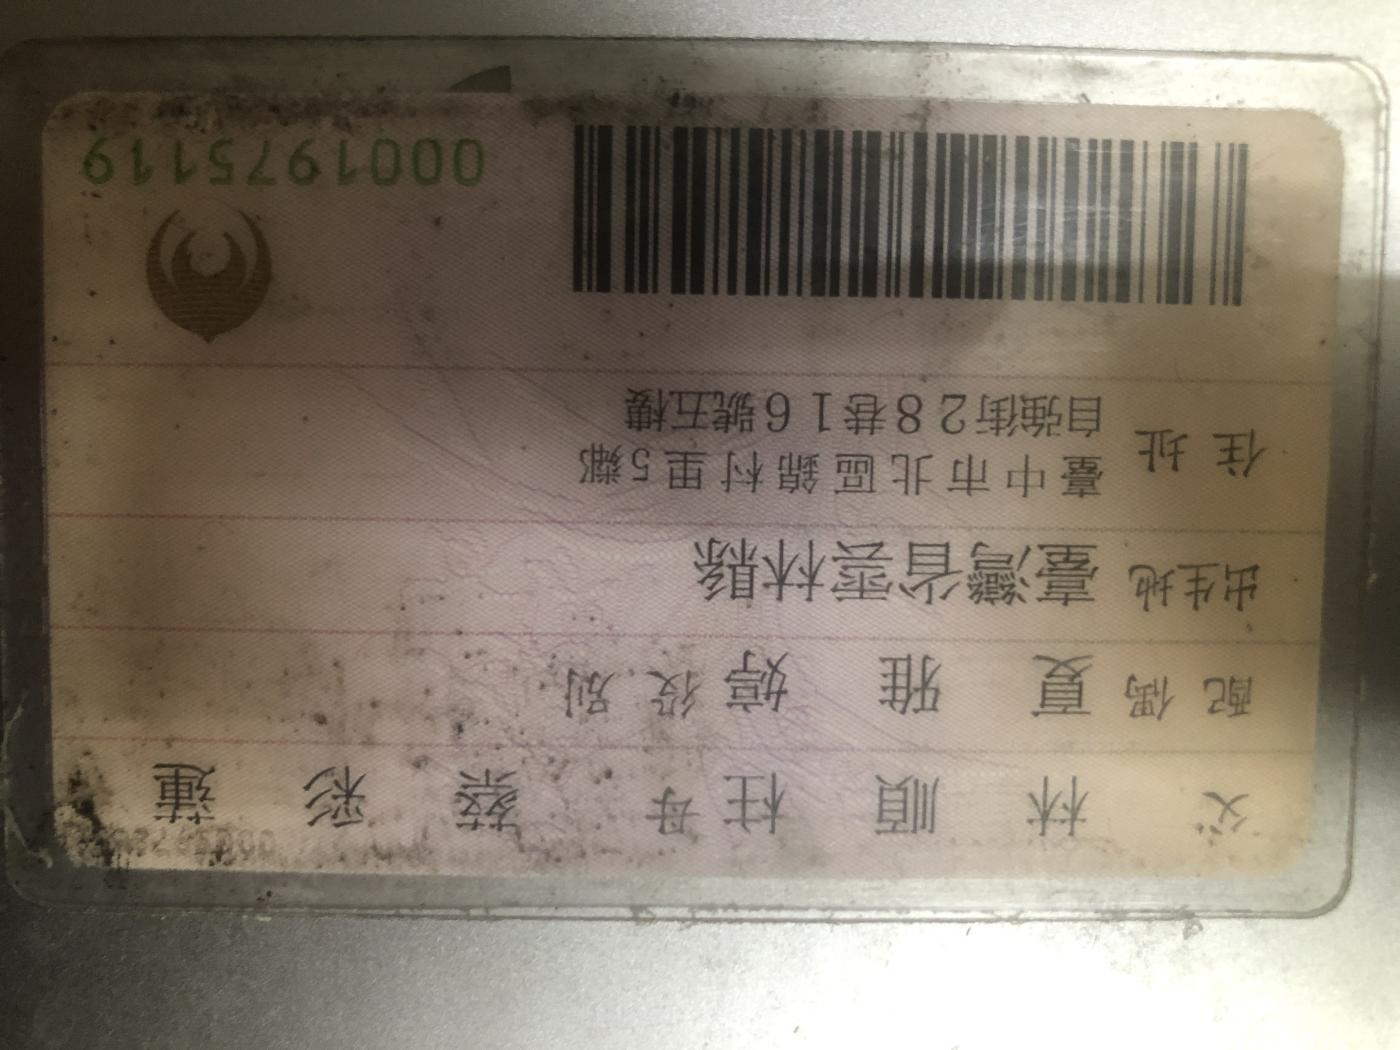 父 林順柱 母 蔡彩蓮
配偶 夏雅婷 役別
出生地 臺灣省雲林縣
住址 臺中市北區錦村里5鄰
自強街28巷16號五樓
0001975119